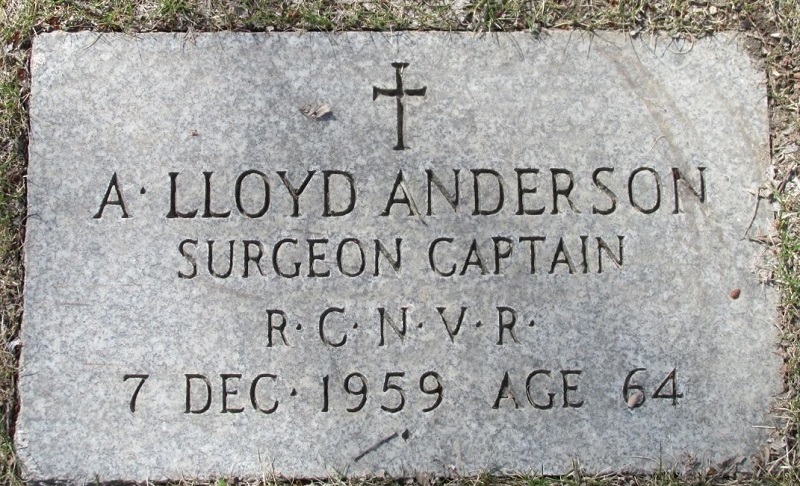 A· LLOYD ANDERSON
SURGEON CAPTAIN
R·C·N·V·R·
7 DEC· 1959 AGE 64